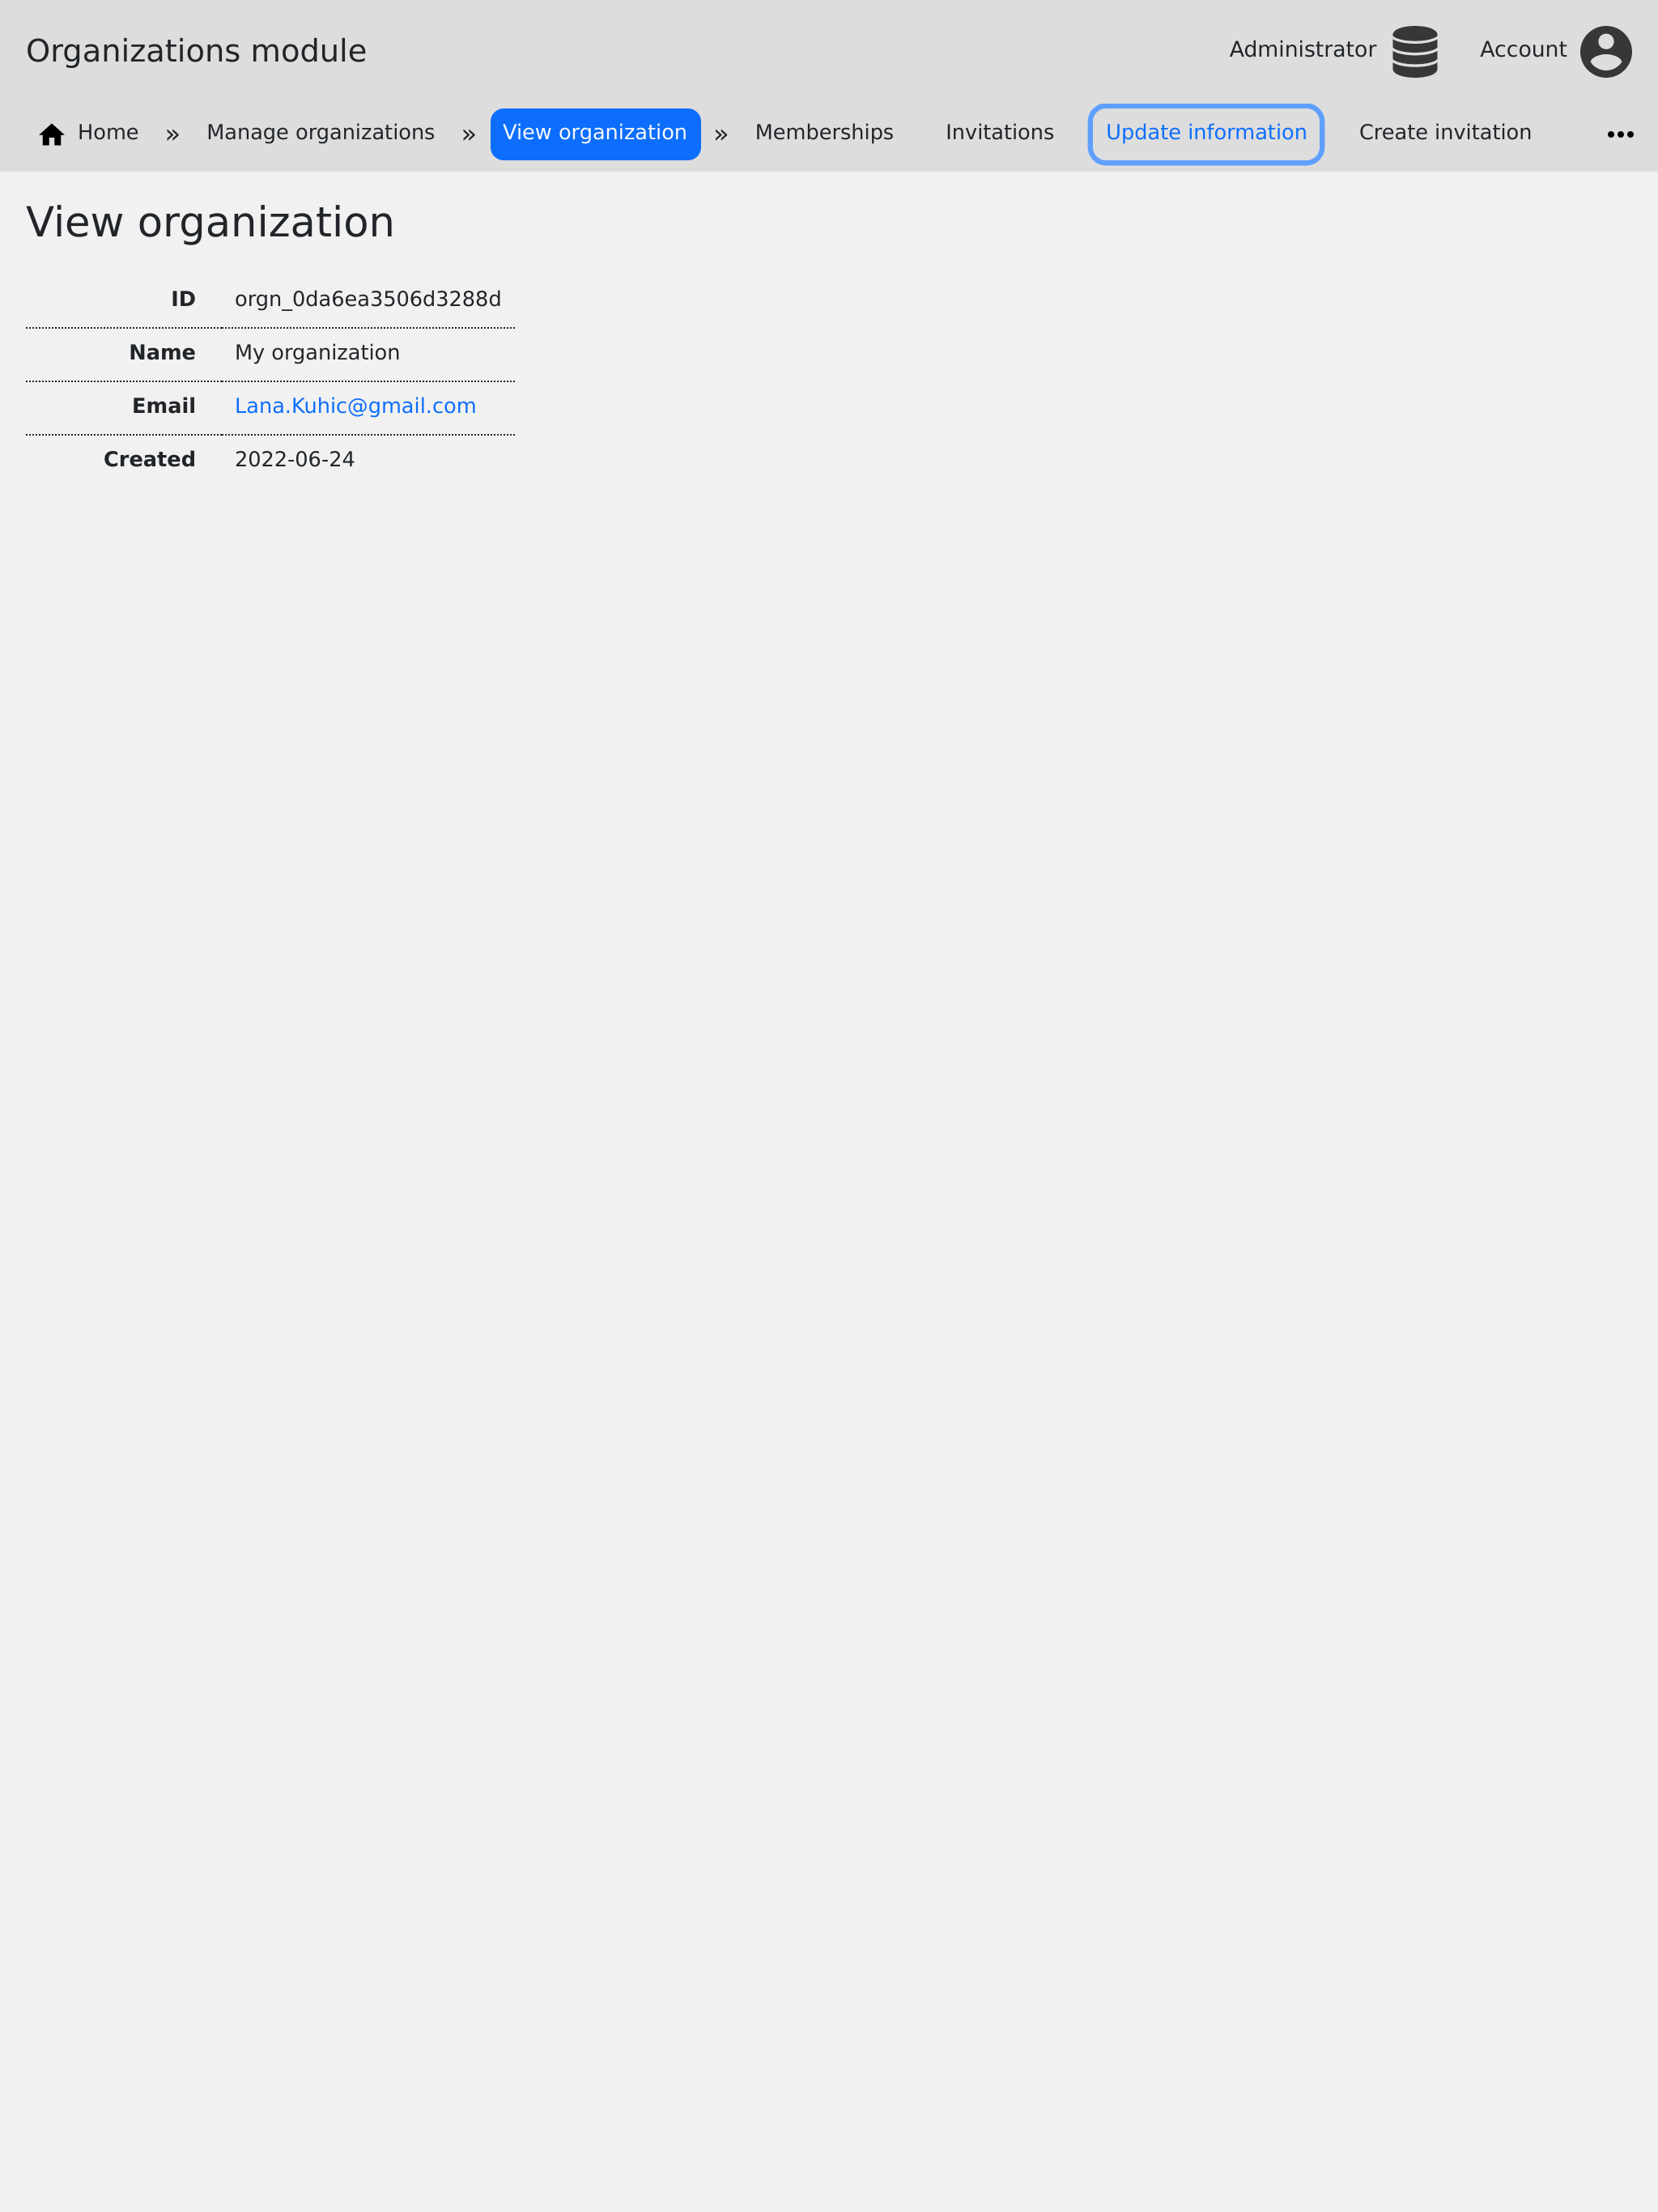 Organizations module
Administrator
Account
Home » Manage organizations » View organization » Memberships Invitations Update information Create invitation
View organization
ID orgn_0da6ea3506d3288d
Name My organization
Email Lana.Kuhic@gmail.com
Created 2022-06-24